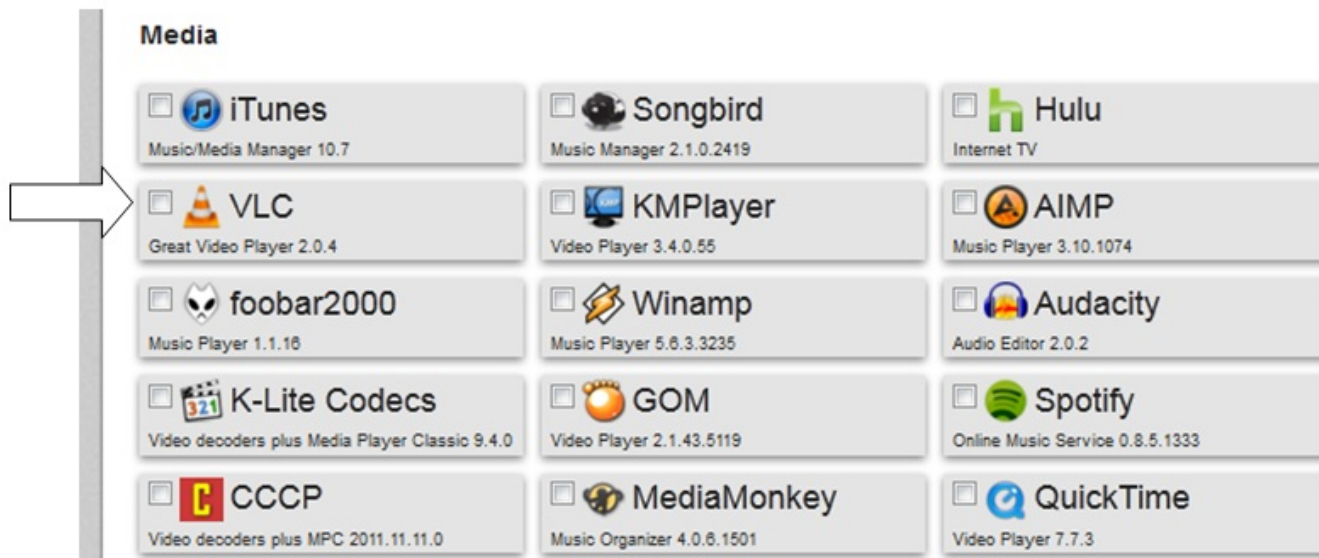 Media
iTunes
Music/Media Manager 10.7
Songbird
Music Manager 2.1.0.2419
Hulu
Internet TV
VLC
Great Video Player 2.0.4
KMPlayer
Video Player 3.4.0.55
AIMP
Music Player 3.10.1074
foobar2000
Music Player 1.1.16
Winamp
Music Player 5.6.3.3235
Audacity
Audio Editor 2.0.2
K-Lite Codecs
Video decoders plus Media Player Classic 9.4.0
GOM
Video Player 2.1.43.5119
Spotify
Online Music Service 0.8.5.1333
CCCP
Video decoders plus MPC 2011.11.11.0
MediaMonkey
Music Organizer 4.0.6.1501
QuickTime
Video Player 7.7.3